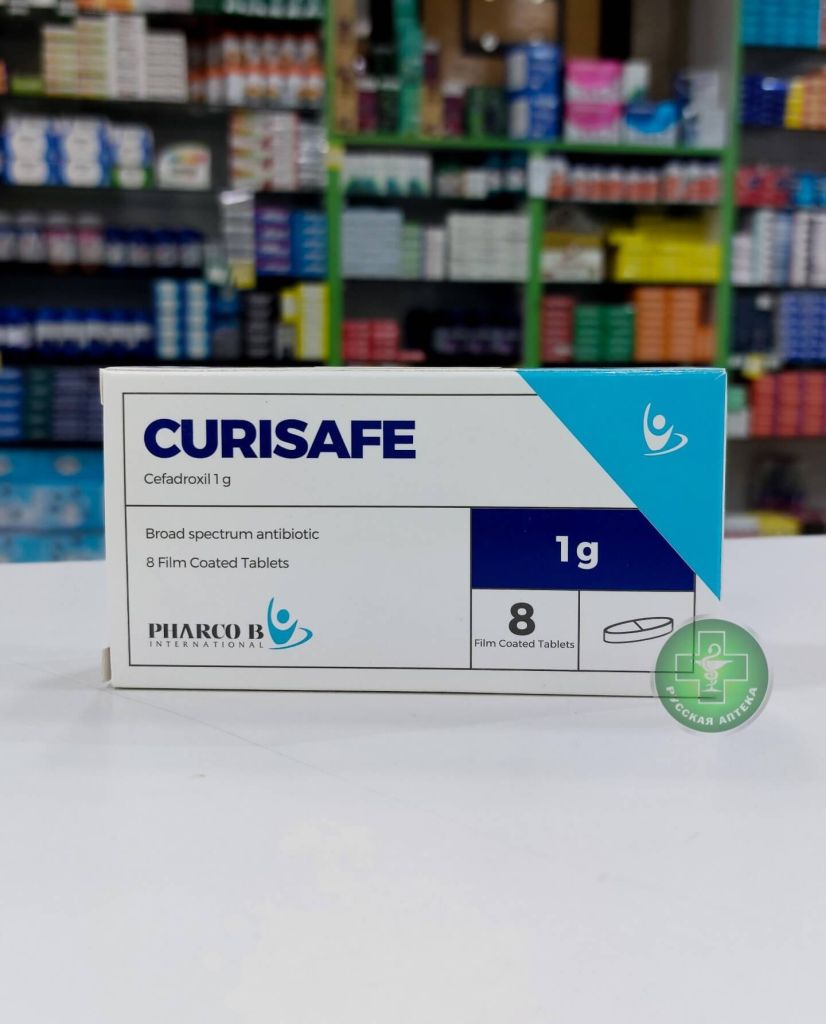 CURISAFE
Cefadroxil 1 g
Broad spectrum antibiotic
8 Film Coated Tablets
1g
8
Film Coated Tablets
PHARCO B
INTERNATIONAL
РУССКАЯ АПТЕКА